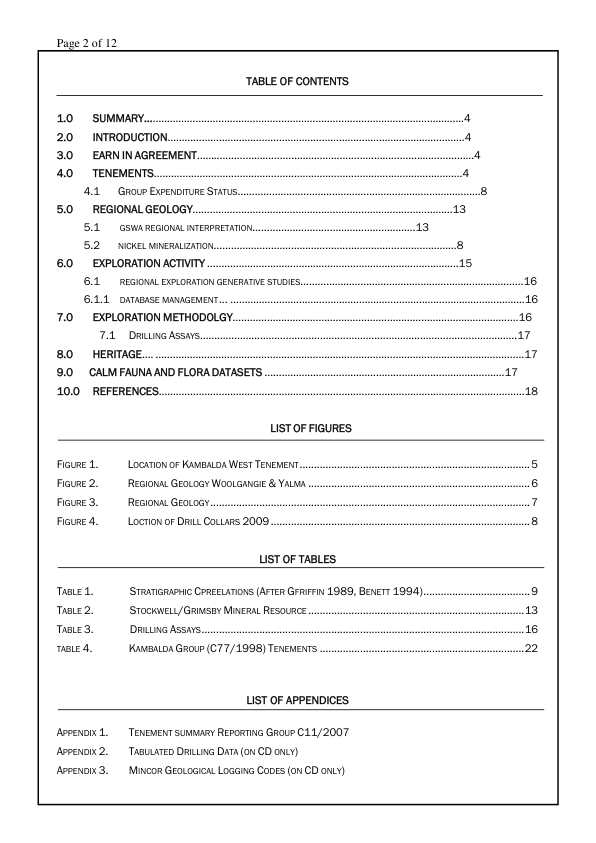 Page 2 of 12
TABLE OF CONTENTS
1.0 SUMMARY.......................................................................................................4
2.0 INTRODUCTION................................................................................................4
3.0 EARN IN AGREEMENT.........................................................................................4
4.0 TENEMENTS.....................................................................................................4
4.1 GROUP EXPENDITURE STATUS................................................................................8
5.0 REGIONAL GEOLOGY.........................................................................................13
5.1 GSWA REGIONAL INTERPRETATION......................................................13
5.2 NICKEL MINERALIZATION................................................................................8
6.0 EXPLORATION ACTIVITY ....................................................................................15
6.1 REGIONAL EXPLORATION GENERATIVE STUDIES..........................................................................16
6.1.1 DATABASE MANAGEMENT... ...................................................................................................16
7.0 EXPLORATION METHODOLGY...............................................................................................16
7.1 DRILLING ASSAYS.........................................................................................................17
8.0 HERITAGE.... ..........................................................................................................................17
9.0 CALM FAUNA AND FLORA DATASETS ................................................................................17
10.0 REFERENCES..........................................................................................................................18
LIST OF FIGURES
FIGURE 1. LOCATION OF KAMBALDA WEST TENEMENT............................................................................ 5
FIGURE 2. REGIONAL GEOLOGY WOOLGANGIE & YALMA .......................................................................... 6
FIGURE 3. REGIONAL GEOLOGY......................................................................................................... 7
FIGURE 4. LOCTION OF DRILL COLLARS 2009 ...................................................................................... 8
LIST OF TABLES
TABLE 1. STRATIGRAPHIC CPREELATIONS (AFTER GFRIFFIN 1989, BENETT 1994)................................... 9
TABLE 2. STOCKWELL/GRIMSBY MINERAL RESOURCE ......................................................................... 13
TABLE 3. DRILLING ASSAYS............................................................................................................ 16
TABLE 4. KAMBALDA GROUP (C77/1998) TENEMENTS ..................................................................... 22
LIST OF APPENDICES
APPENDIX 1. TENEMENT SUMMARY REPORTING GROUP C11/2007
APPENDIX 2. TABULATED DRILLING DATA (ON CD ONLY)
APPENDIX 3. MINCOR GEOLOGICAL LOGGING CODES (ON CD ONLY)